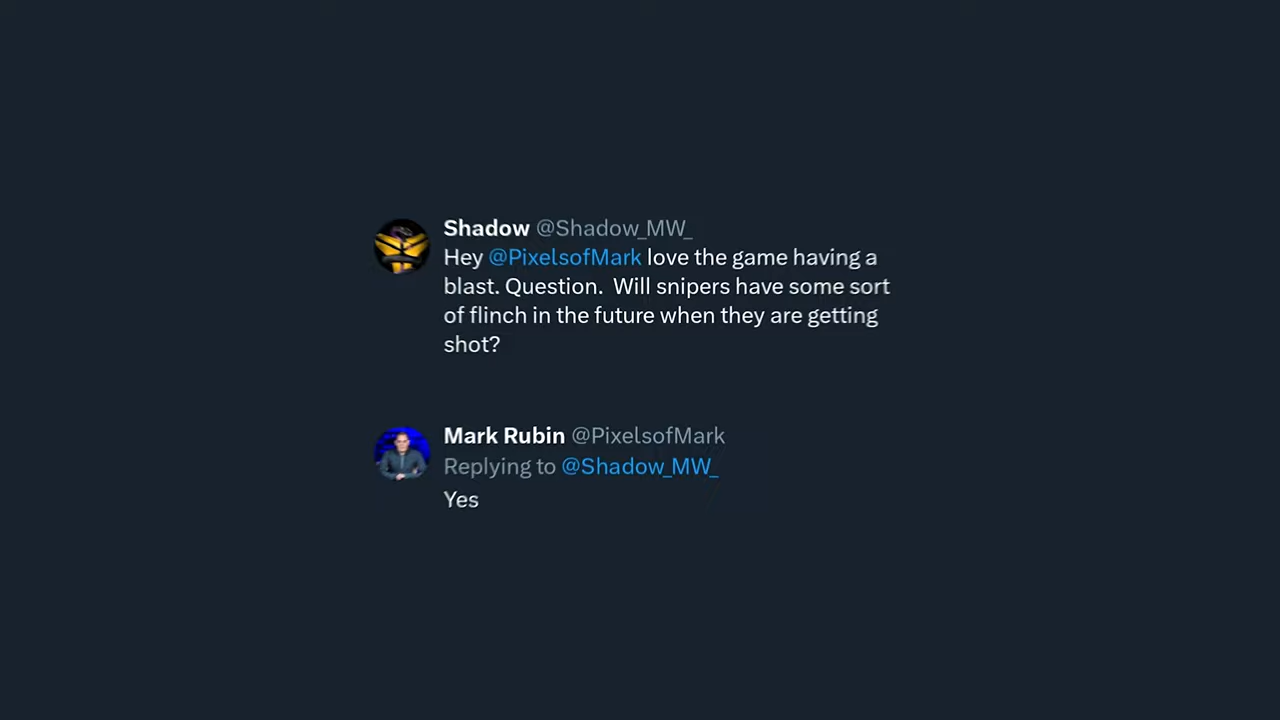 Shadow @Shadow_MW_
Hey @PixelsofMark love the game having a
blast. Question.  Will snipers have some sort
of flinch in the future when they are getting
shot?
Mark Rubin @PixelsofMark
Replying to @Shadow_MW_
Yes